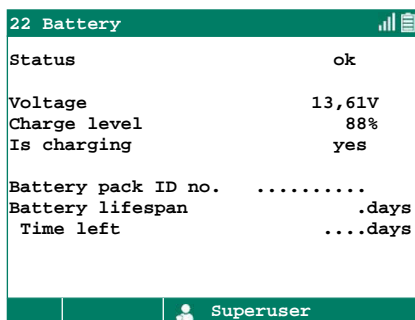 22 Battery
Status ok
Voltage 13,61V
Charge level 88%
Is charging yes
Battery pack ID no. ..........
Battery lifespan .days
Time left ....days
Superuser